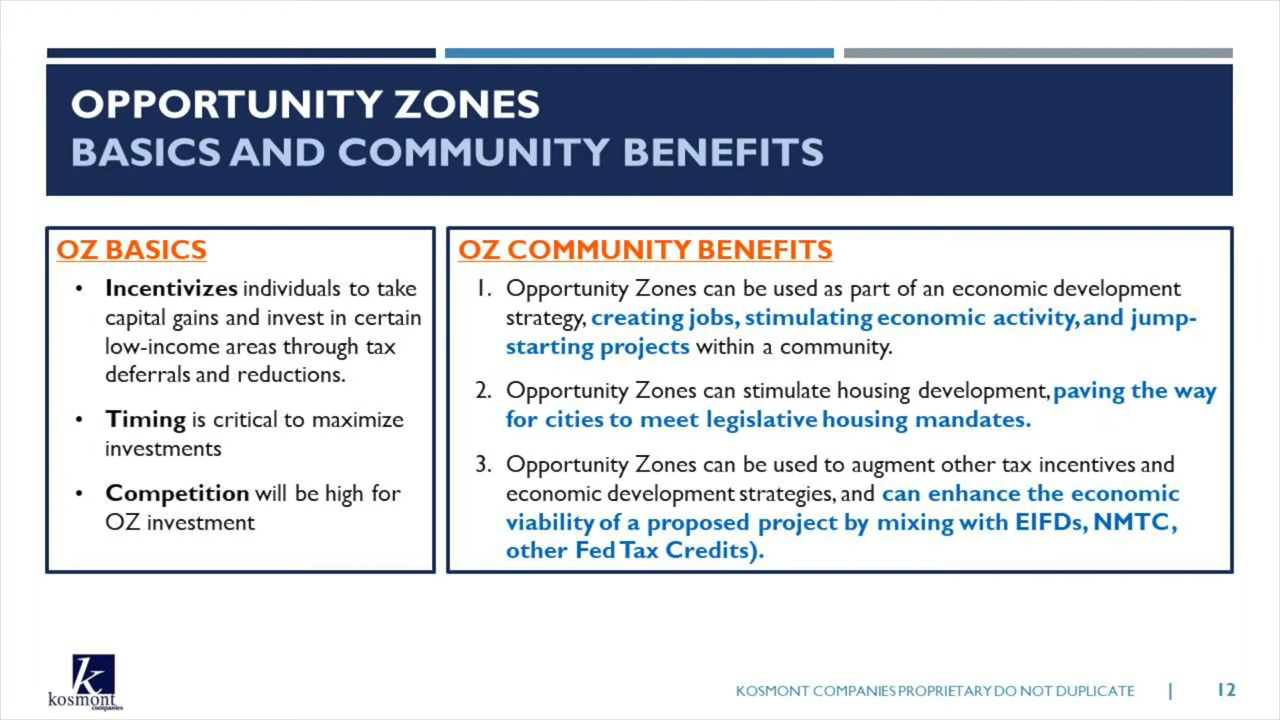 OPPORTUNITY ZONES
BASICS AND COMMUNITY BENEFITS
OZ BASICS
• Incentivizes individuals to take
capital gains and invest in certain
low-income areas through tax
deferrals and reductions.
• Timing is critical to maximize
investments
• Competition will be high for
OZ investment
OZ COMMUNITY BENEFITS
1. Opportunity Zones can be used as part of an economic development
strategy, creating jobs, stimulating economic activity, and jump-
starting projects within a community.
2. Opportunity Zones can stimulate housing development, paving the way
for cities to meet legislative housing mandates.
3. Opportunity Zones can be used to augment other tax incentives and
economic development strategies, and can enhance the economic
viability of a proposed project by mixing with EIFDs, NMTC,
other Fed Tax Credits).
k
kosmont
companies
KOSMONT COMPANIES PROPRIETARY DO NOT DUPLICATE | 12